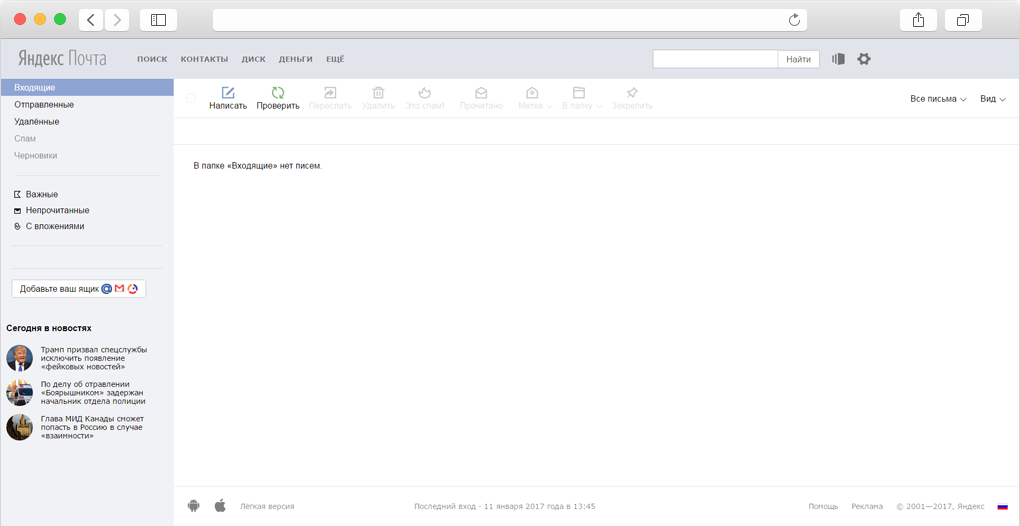 Яндекс Почта
ПОИСК КОНТАКТЫ ДИСК ДЕНЬГИ ЕЩЁ
Найти
Входящие
Отправленные
Удалённые
Спам
Черновики
Важные
Непрочитанные
С вложениями
Добавьте ваш ящик
Сегодня в новостях
Трамп призвал спецслужбы
исключить появление
«фейковых новостей»
По делу об отравлении
«Боярышником» задержан
начальник отдела полиции
Глава МИД Канады сможет
попасть в Россию в случае
«взаимности»
Написать Проверить Переслать Удалить Это спам! Прочитано Метка В папку Закрепить
Все письма Вид
В папке «Входящие» нет писем.
Лёгкая версия
Последний вход - 11 января 2017 года в 13:45
Помощь Реклама © 2001—2017, Яндекс